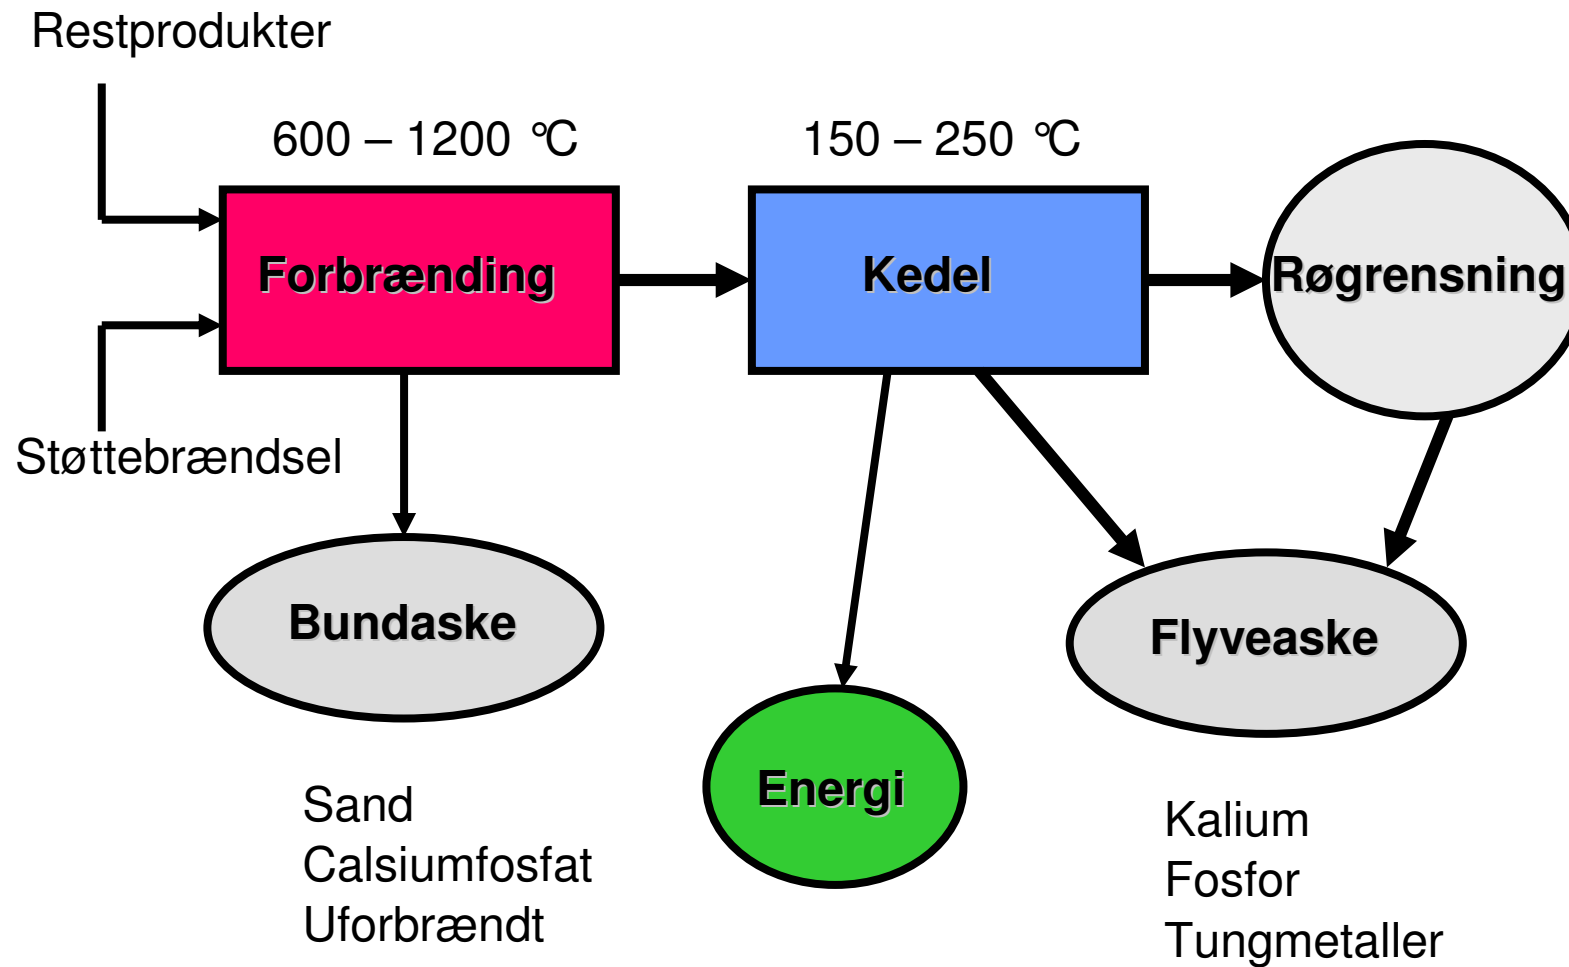 Restprodukter
600 – 1200 °C
150 – 250 °C
Forbrænding
Kedel
Røgrensning
Støttebrændsel
Bundaske
Flyveaske
Energi
Sand
Calsiumfosfat
Uforbrændt
Kalium
Fosfor
Tungmetaller